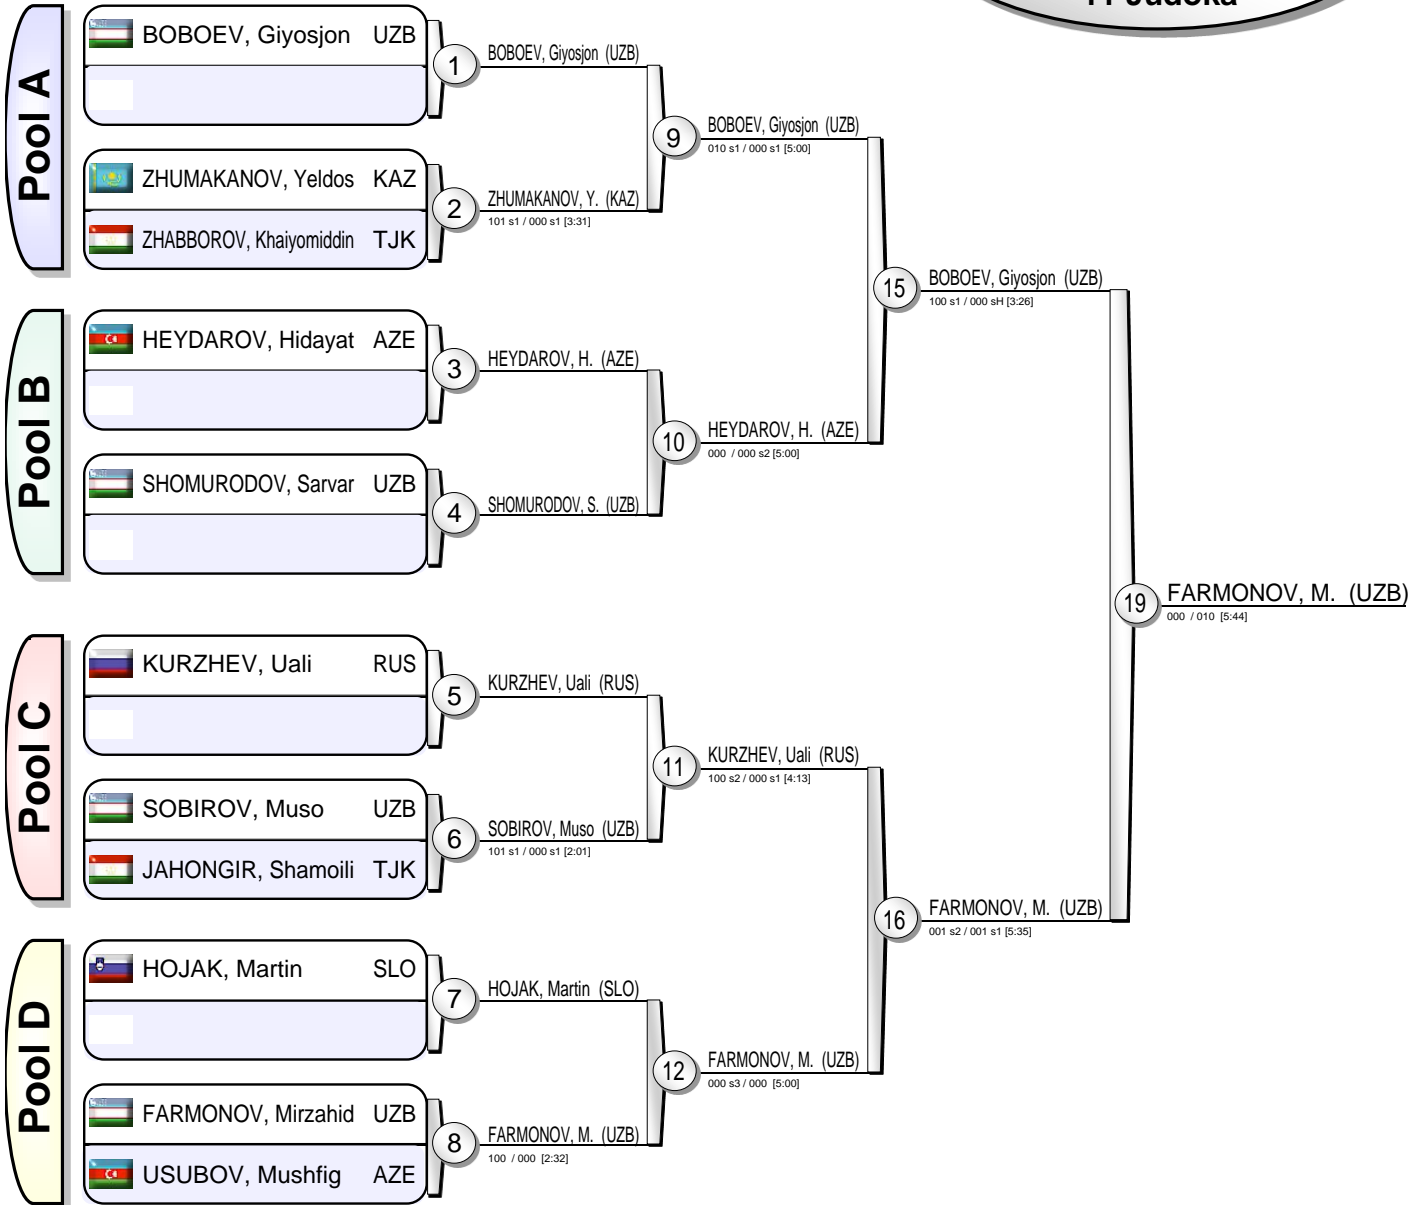 11 Judoka
Pool A
BOBOEV, Giyosjon UZB
1
BOBOEV, Giyosjon (UZB)
ZHUMAKANOV, Yeldos KAZ
ZHABBOROV, Khaiyomiddin TJK
2
ZHUMAKANOV, Y. (KAZ)
101 s1 / 000 s1 [3:31]
9
BOBOEV, Giyosjon (UZB)
010 s1 / 000 s1 [5:00]
Pool B
HEYDAROV, Hidayat AZE
3
HEYDAROV, H. (AZE)
SHOMURODOV, Sarvar UZB
4
SHOMURODOV, S. (UZB)
10
HEYDAROV, H. (AZE)
000 / 000 s2 [5:00]
15
BOBOEV, Giyosjon (UZB)
100 s1 / 000 sH [3:26]
Pool C
KURZHEV, Uali RUS
5
KURZHEV, Uali (RUS)
SOBIROV, Muso UZB
JAHONGIR, Shamoili TJK
6
SOBIROV, Muso (UZB)
101 s1 / 000 s1 [2:01]
11
KURZHEV, Uali (RUS)
100 s2 / 000 s1 [4:13]
Pool D
HOJAK, Martin SLO
7
HOJAK, Martin (SLO)
FARMONOV, Mirzahid UZB
USUBOV, Mushfig AZE
8
FARMONOV, M. (UZB)
100 / 000 [2:32]
12
FARMONOV, M. (UZB)
000 s3 / 000 [5:00]
16
FARMONOV, M. (UZB)
001 s2 / 001 s1 [5:35]
19
FARMONOV, M. (UZB)
000 / 010 [5:44]